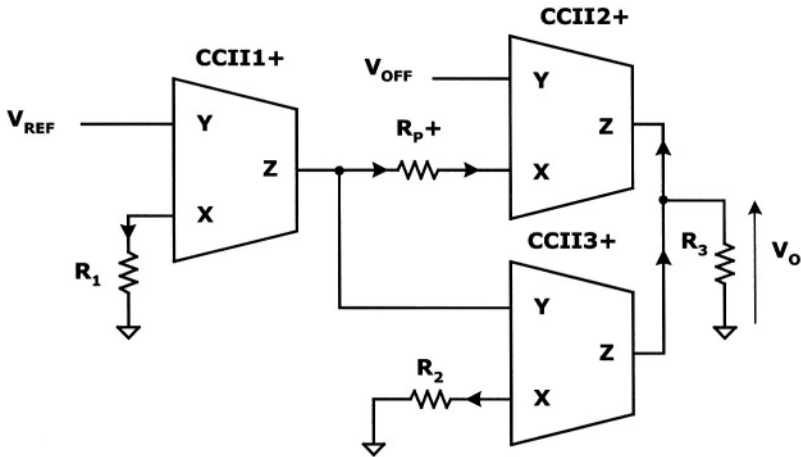 CCII1+
CCII2+
V_OFF
V_REF
Y
Y
R_P+
Z
Z
X
X
R_1
CCII3+
R_3
V_O
Y
Z
R_2
X